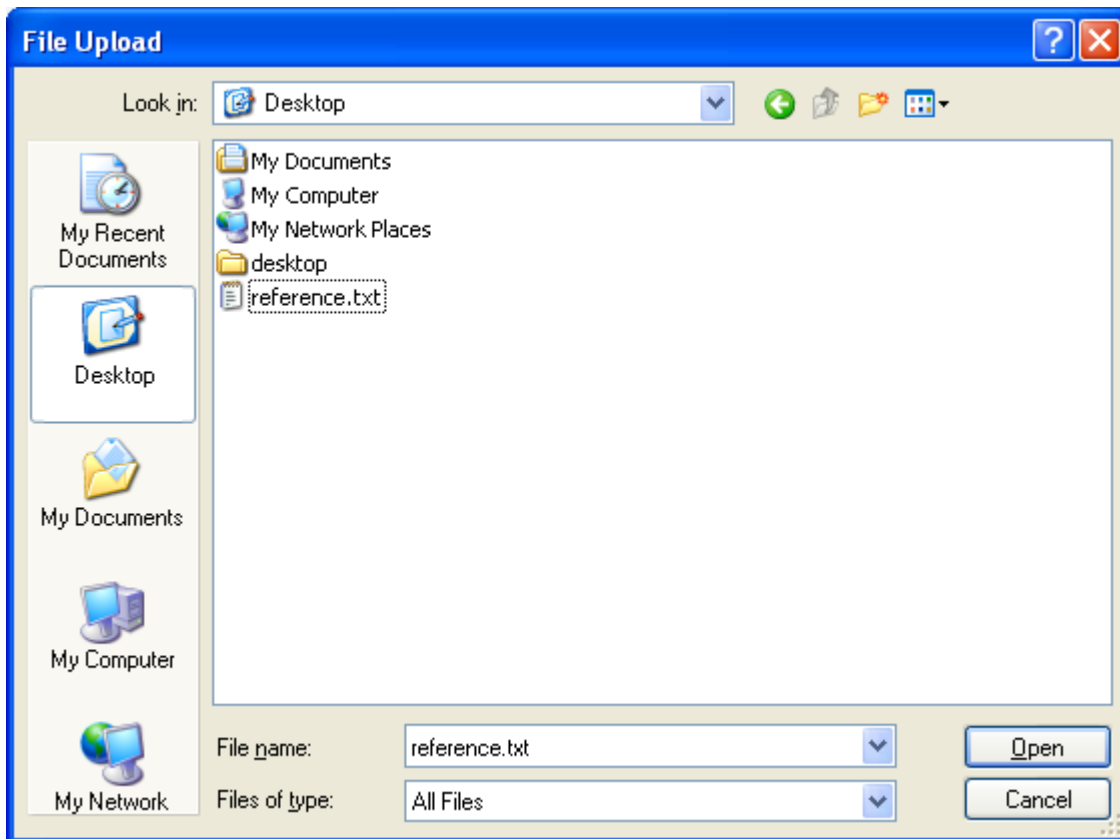 File Upload
Look in:
Desktop
My Documents
My Computer
My Network Places
desktop
reference.txt
My Recent
Documents
Desktop
My Documents
My Computer
My Network
File name:
reference.txt
Open
Files of type:
All Files
Cancel